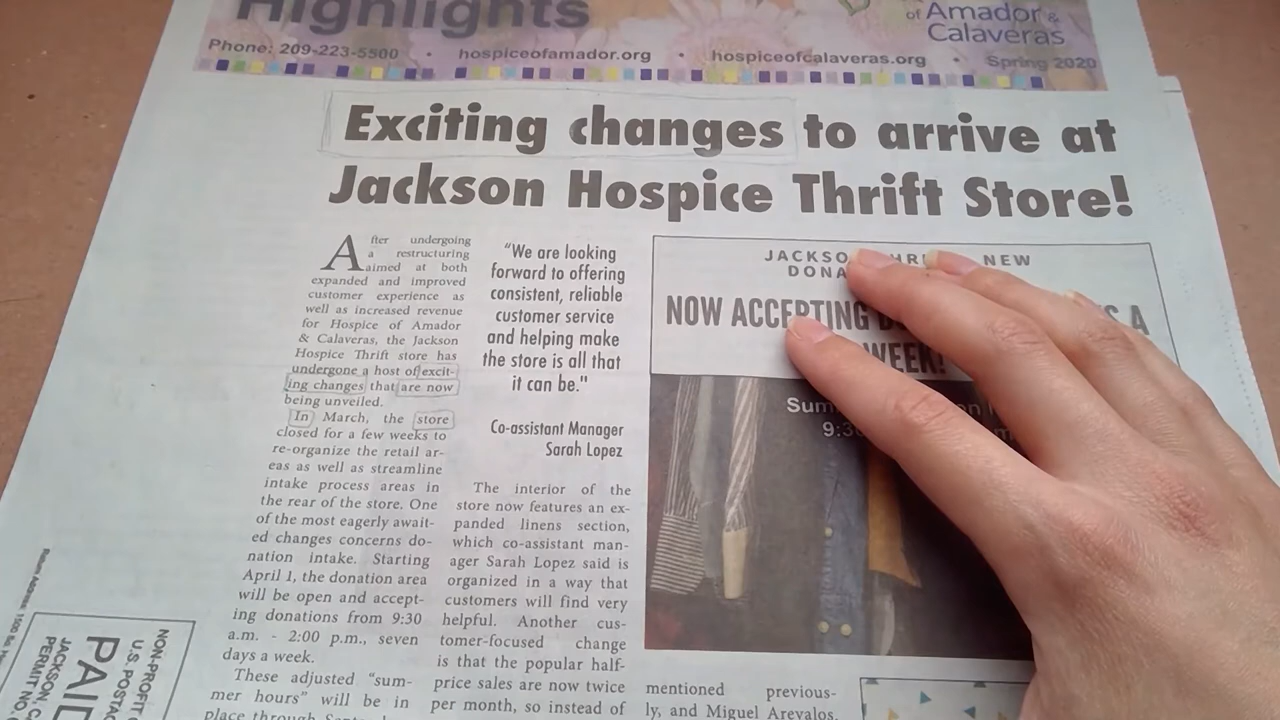 Highlights
of Amador &
Calaveras
Phone: 209-223-5500 • hospiceofamador.org • hospiceofcalaveras.org • Spring 2020
Exciting changes to arrive at
Jackson Hospice Thrift Store!
After undergoing
a restructuring
aimed at both
expanded and improved
customer experience as
well as increased revenue
for Hospice of Amador
& Calaveras, the Jackson
Hospice Thrift store has
undergone a host of excit-
ing changes that are now
being unveiled.
In March, the store
closed for a few weeks to
re-organize the retail ar-
eas as well as streamline
intake process areas in
the rear of the store. One
of the most eagerly await-
ed changes concerns do-
nation intake. Starting
April 1, the donation area
will be open and accept-
ing donations from 9:30
a.m. - 2:00 p.m., seven
days a week.
These adjusted “sum-
mer hours” will be in
place through
“We are looking
forward to offering
consistent, reliable
customer service
and helping make
the store is all that
it can be."
Co-assistant Manager
Sarah Lopez
The interior of the
store now features an ex-
panded linens section,
which co-assistant man-
ager Sarah Lopez said is
organized in a way that
customers will find very
helpful. Another cus-
tomer-focused change
is that the popular half-
price sales are now twice
per month, so instead of
NEW
NOW ACCEPTING A
WEEK!
mentioned previous-
ly, and Miguel Arevalos,
NON-PROFIT
U.S.
PAID
JACKSON,
PERMIT